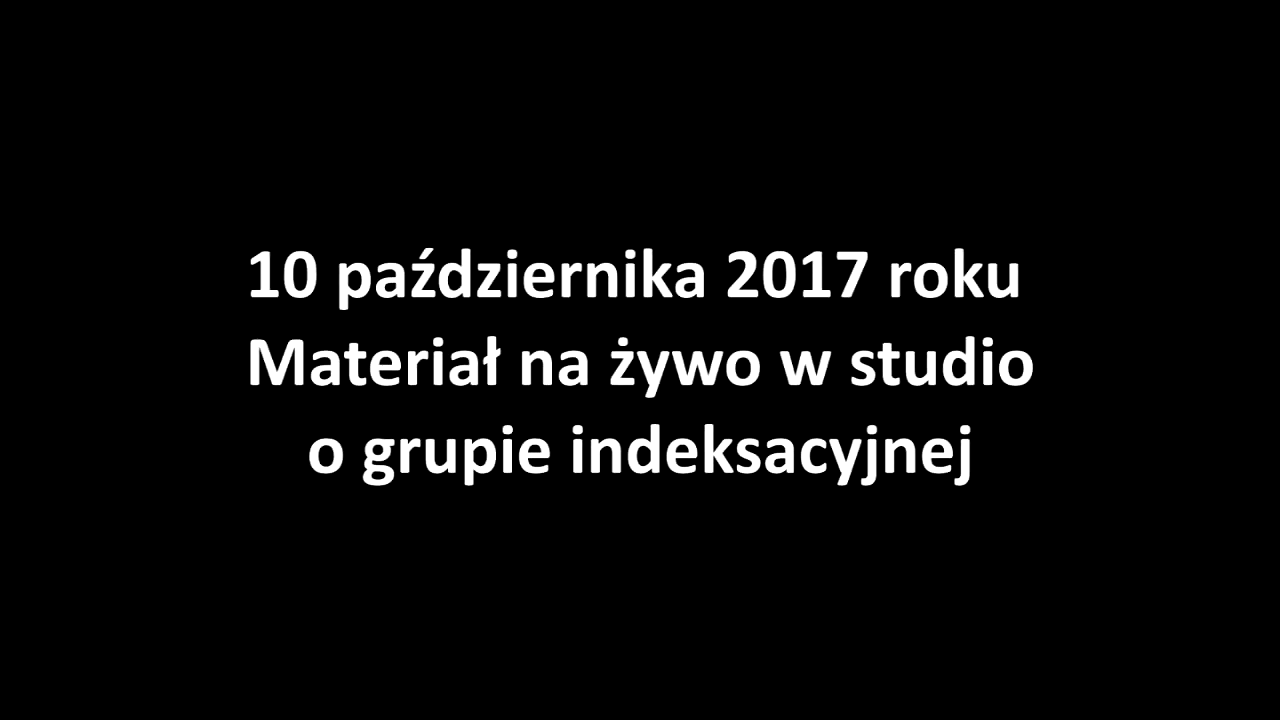 10 października 2017 roku
Materiał na żywo w studio
o grupie indeksacyjnej